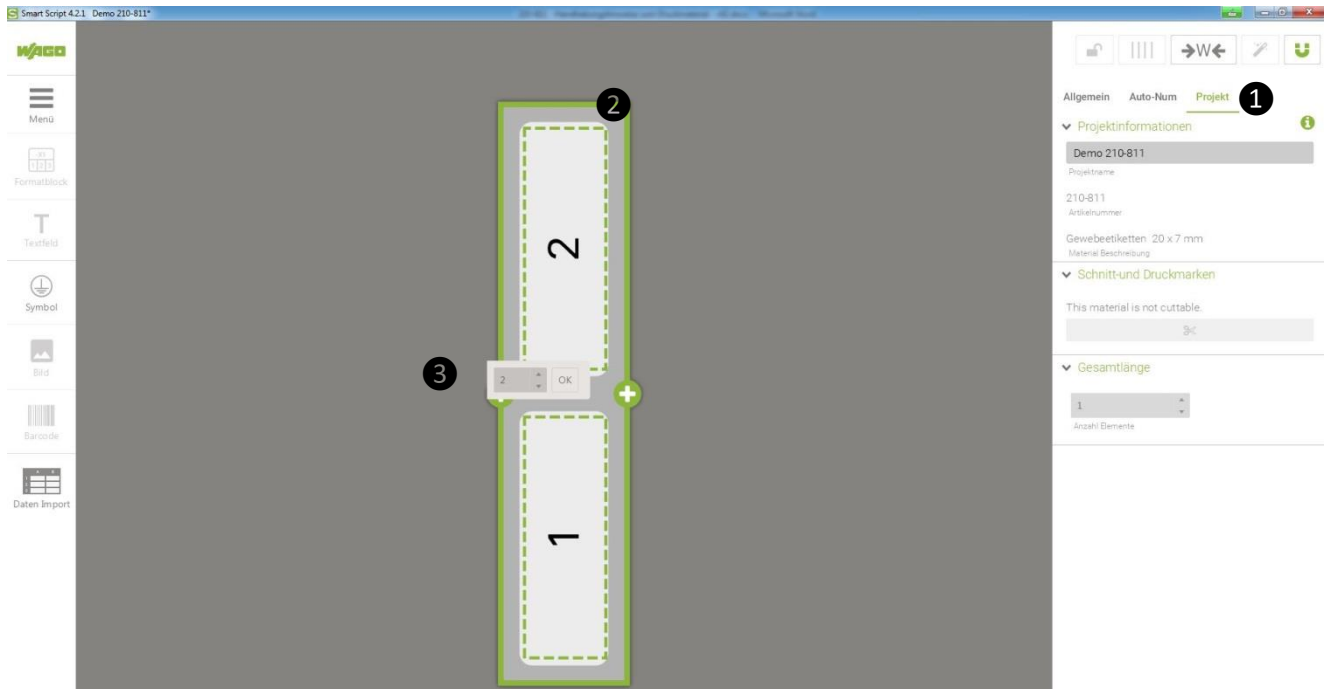 Smart Script 4.2.1 Demo 210-811*
WAGO
Menü
Formatblock
Textfeld
Symbol
Bild
Barcode
Daten Import
2
2
3
2 OK
1
W
Allgemein Auto-Num Projekt 1
Projektinformationen
Demo 210-811
Projektname
210-811
Artikelnummer
Gewebeetiketten 20 x 7 mm
Material Beschreibung
Schnitt-und Druckmarken
This material is not cuttable.
Gesamtlänge
1
Anzahl Elemente